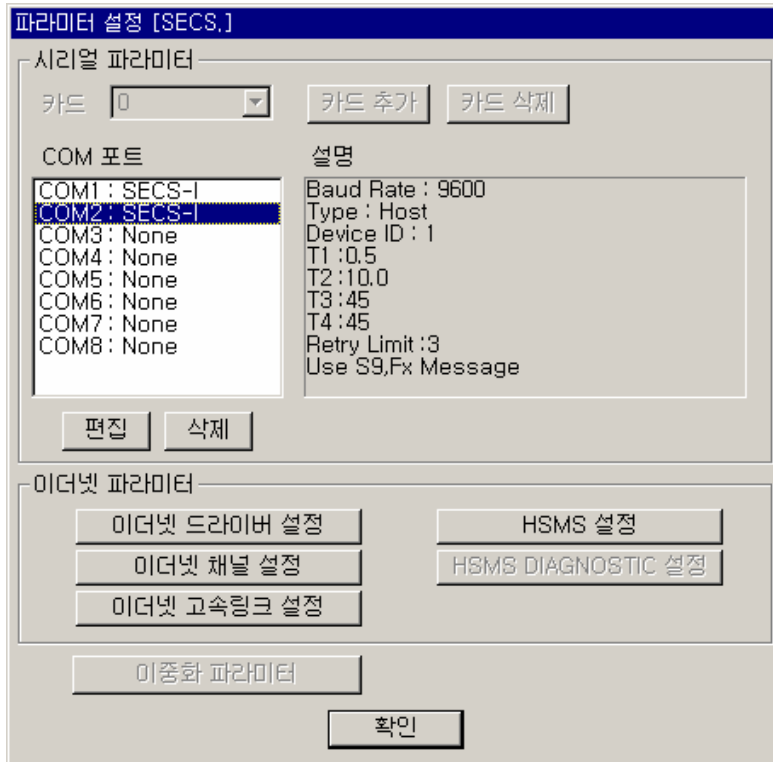 파라미터 설정 [SECS,]
시리얼 파라미터
카드 0 카드 추가 카드 삭제
COM 포트
COM1 : SECS-I
COM2 : SECS-I
COM3 : None
COM4 : None
COM5 : None
COM6 : None
COM7 : None
COM8 : None
설명
Baud Rate : 9600
Type : Host
Device ID : 1
T1 :0.5
T2 :10.0
T3 :45
T4 :45
Retry Limit :3
Use S9,Fx Message
편집 삭제
이더넷 파라미터
이더넷 드라이버 설정 HSMS 설정
이더넷 채널 설정 HSMS DIAGNOSTIC 설정
이더넷 고속링크 설정
이중화 파라미터
확인